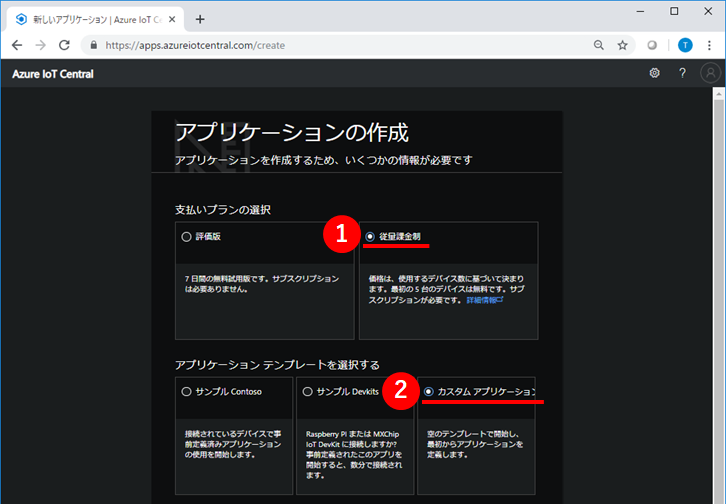 新しいアプリケーション | Azure IoT Ce
https://apps.azureiotcentral.com/create
T
Azure IoT Central
?
アプリケーションの作成
アプリケーションを作成するため、いくつかの情報が必要です
支払いプランの選択
評価版
1
従量課金制
7 日間の無料試用版です。サブスクリプション
は必要ありません。
価格は、使用するデバイス数に基づいて決まり
ます。最初の 5 台のデバイスは無料です。サブ
スクリプションが必要です。 詳細情報
アプリケーション テンプレートを選択する
サンプル Contoso
サンプル Devkits
2
カスタム アプリケーション
接続されているデバイスで事
前定義済みアプリケーション
の使用を開始します。
Raspberry Pi または MXChip
IoT DevKit に接続しますか?
事前定義されたこのアプリを
開始すると、数分で接続され
ます。
空のテンプレートで開始し、
最初からアプリケーションを
定義します。